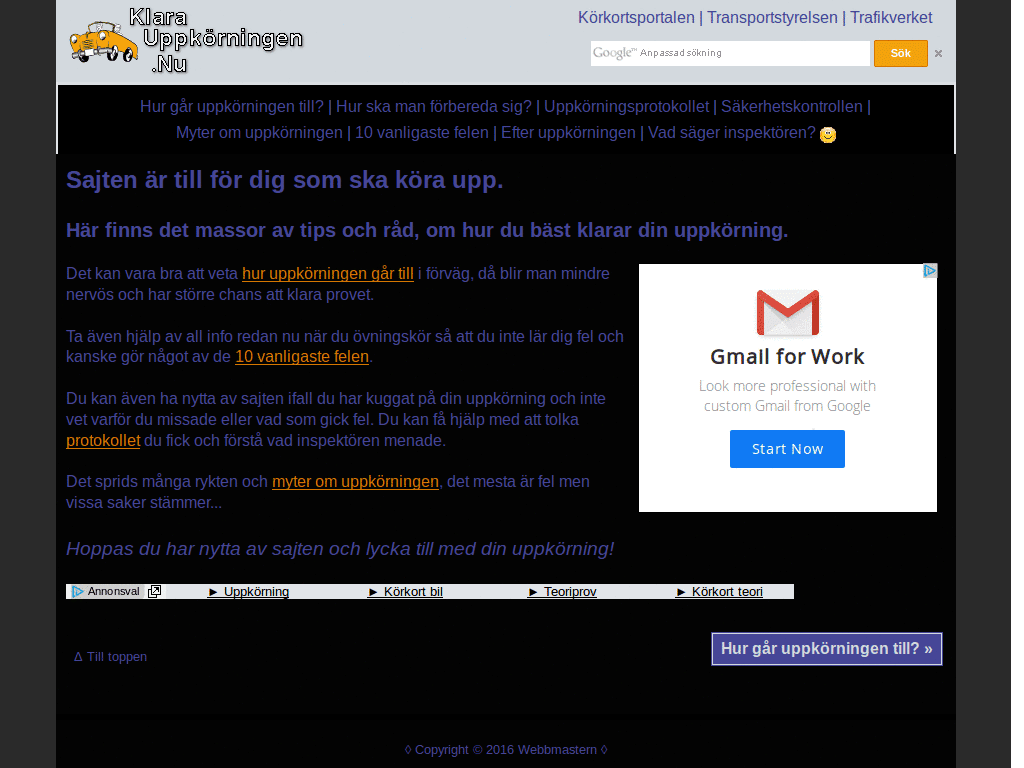 Klara
Uppkörningen
.Nu
Körkortsportalen | Transportstyrelsen | Trafikverket
Google™ Anpassad sökning
Sök
×
Hur går uppkörningen till? | Hur ska man förbereda sig? | Uppkörningsprotokollet | Säkerhetskontrollen |
Myter om uppkörningen | 10 vanligaste felen | Efter uppkörningen | Vad säger inspektören?
Sajten är till för dig som ska köra upp.
Här finns det massor av tips och råd, om hur du bäst klarar din uppkörning.
Det kan vara bra att veta hur uppkörningen går till i förväg, då blir man mindre
nervös och har större chans att klara provet.
Ta även hjälp av all info redan nu när du övningskör så att du inte lär dig fel och
kanske gör något av de 10 vanligaste felen.
Du kan även ha nytta av sajten ifall du har kuggat på din uppkörning och inte
vet varför du missade eller vad som gick fel. Du kan få hjälp med att tolka
protokollet du fick och förstå vad inspektören menade.
Det sprids många rykten och myter om uppkörningen, det mesta är fel men
vissa saker stämmer...
Gmail for Work
Look more professional with
custom Gmail from Google
Start Now
Hoppas du har nytta av sajten och lycka till med din uppkörning!
Annonsval ► Uppkörning ► Körkort bil ► Teoriprov ► Körkort teori
Hur går uppkörningen till? »
Δ Till toppen
◊ Copyright © 2016 Webbmastern ◊